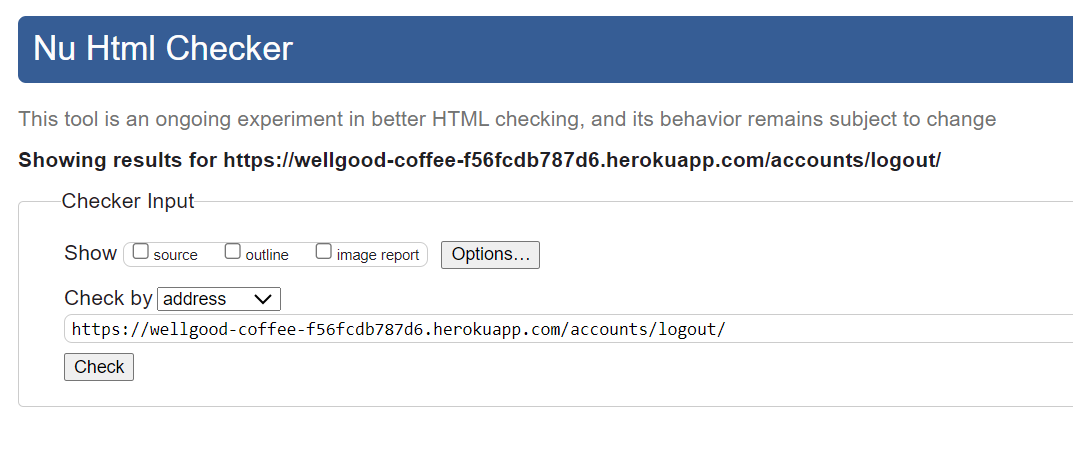 Nu Html Checker
This tool is an ongoing experiment in better HTML checking, and its behavior remains subject to change
Showing results for https://wellgood-coffee-f56fcdb787d6.herokuapp.com/accounts/logout/
Checker Input
Show source outline image report Options...
Check by address
https://wellgood-coffee-f56fcdb787d6.herokuapp.com/accounts/logout/
Check